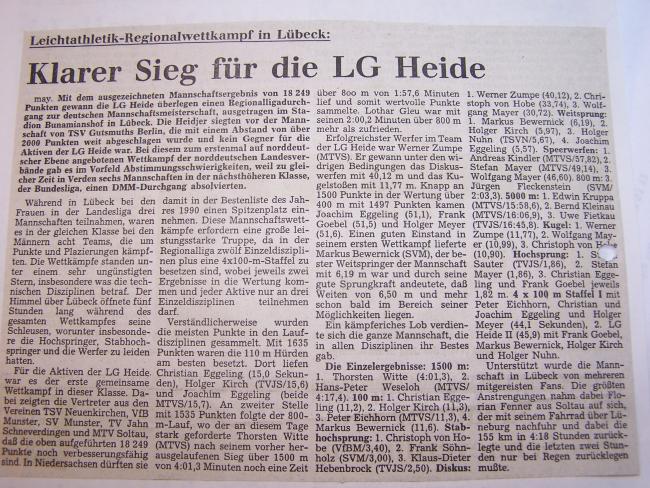 Leichtathletik-Regionalwettkampf in Lübeck:
Klarer Sieg für die LG Heide
may. Mit dem ausgezeichneten Mannschaftsergebnis von 18 249
Punkten gewann die LG Heide überlegen einen Regionalligadurch-
gang zur deutschen Mannschaftsmeisterschaft, ausgetragen im Sta-
dion Bunamianshof in Lübeck. Die Heidjer siegten vor der Mann-
schaft von TSV Gutsmuths Berlin, die mit einem Abstand von über
2000 Punkten weit abgeschlagen wurde und kein Gegner für die
Aktiven der LG Heide war. Bei diesem zum erstenmal auf norddeut-
scher Ebene angebotenen Wettkampf der norddeutschen Landesver-
bände gab es im Vorfeld Abstimmungsschwierigkeiten, weil zu glei-
cher Zeit in Verden sechs Mannschaften in der nächsthöheren Klasse,
der Bundesliga, einen DMM-Durchgang absolvierten.
Während in Lübeck bei den
Frauen in der Landesliga drei
Mannschaften teilnahmen, waren
es in der gleichen Klasse bei den
Männern acht Teams, die um
Punkte und Plazierung kämpf-
ten. Die Wettkämpfe standen un-
ter einem sehr ungünstigen
Stern, insbesondere was die tech-
nischen Disziplinen betraf. Der
Himmel über Lübeck öffnete fünf
Stunden lang während des
gesamten Wettkampfes seine
Schleusen, worunter insbesonde-
re die Hochspringer, Stabhoch-
springer und die Werfer zu leiden
hatten.
Für die Aktiven der LG Heide
war es der erste gemeinsame
Wettkampf in dieser Klasse. Da-
bei zeigten die Vertreter aus den
Vereinen TSV Neuenkirchen, VfB
Munster, SV Munster, TV Jahn
Schneverdingen und MTV Soltau,
daß die oben aufgeführten 18 249
Punkte noch verbesserungsfähig
sind. In Niedersachsen dürften sie
damit in der Bestenliste des Jah-
res 1990 einen Spitzenplatz ein-
nehmen. Diese Mannschaftswett-
kämpfe erfordern eine große lei-
stungsstarke Truppe, da in der
Regionalliga zwölf Einzeldiszipli-
nen plus eine 4x100-m-Staffel zu
besetzen sind, wobei jeweils zwei
Ergebnisse in die Wertung kom-
men und jeder Aktive nur an drei
Einzeldisziplinen teilnehmen
darf.
Verständlicherweise wurden
die meisten Punkte in den Lauf-
disziplinen gesammelt. Mit 1635
Punkten waren die 110 m Hürden
am besten besetzt. Dort liefen
Christian Eggeling (15,0 Sekun-
den), Holger Kirch (TVJS/15,6)
und Joachim Eggeling (beide
MTVS/15,7). An zweiter Stelle
mit 1535 Punkten folgte der 800-
m-Lauf, wo der an diesem Tage
stark geforderte Thorsten Witte
(MTVS) nach seinem vorher her-
ausgelaufenen Sieg über 1500 m
von 4:01,3 Minuten noch eine Zeit
über 800 m von 1:57,6 Minuten
lief und somit wertvolle Punkte
sammelte. Lothar Gleu war mit
seinen 2:00,2 Minuten über 800 m
mehr als zufrieden.
Erfolgreichster Werfer im Team
der LG Heide war Werner Zumpe
(MTVS). Er gewann unter den wi-
drigen Bedingungen das Diskus-
werfen mit 40,12 m und das Ku-
gelstoßen mit 11,77 m. Knapp an
1500 Punkten in der Wertung über
400 m mit 1497 Punkten kamen
Joachim Eggeling (51,1), Frank
Goebel (51,5) und Holger Meyer
(51,6). Einen guten Einstand in
seinem ersten Wettkampf lieferte
Markus Bewernick (SVM), der be-
ster Weitspringer der Mannschaft
mit 6,19 m war und durch seine
gute Sprungkraft andeutete, daß
Weiten von 6,50 m und mehr
schon bald im Bereich seiner
Möglichkeiten liegen.
Ein kämpferisches Lob verdien-
te sich die ganze Mannschaft, die
in allen Disziplinen ihr Bestes
gab.
Die Einzelergebnisse: 1500 m:
1. Thorsten Witte (4:01,3), 2.
Hans-Peter Weseloh (MTVS/
4:17,4). 100 m: 1. Christian Egge-
ling (11,2), 2. Holger Kirch (11,3),
3. Peter Eichhorn (MTVS/11,3), 4.
Markus Bewernick (11,6). Stab-
hochsprung: 1. Christoph von Ho-
be (VfBM/3,40), 2. Frank Söhn-
holz (SVM/3,00), 3. Klaus-Dieter
Hebenbrock (TVJS/2,50). Diskus:
1. Werner Zumpe (40,12), 2. Chri-
stoph von Hobe (33,74), 3. Wolf-
gang Mayer (30,72). Weitsprung:
1. Markus Bewernick (6,19), 2.
Holger Kirch (5,97), 3. Holger
Nuhn (TSVN/5,67), 4. Joachim
Eggeling (5,57). Speerwerfen: 1.
Andreas Kindler (MTVS/57,82), 2.
Stefan Mayer (MTVS/49,14), 3.
Wolfgang Mayer (46,60). 800 m: 3.
Jürgen Fleckenstein (SVM/
2:03,3). 5000 m: 1. Edwin Kruppa
(MTVS/15:58,6), 2. Bernd Kleinau
(MTVS/16:06,9), 3. Uwe Fietkau
(TVJS/16:45,8). Kugel: 1. Werner
Zumpe (11,77), 2. Wolfgang May-
er (10,99), 3. Christoph von Ho
(10,90). Hochsprung: 1. St.
Sauter (TVJS/1,86), 2. Stefan
Mayer (1,86), 3. Christian Egge-
ling und Frank Goebel jeweils
1,82 m. 4 x 100 m Staffel I mit
Peter Eichhorn, Christian und
Joachim Eggeling und Holger
Meyer (44,1 Sekunden), 2. LG
Heide II (45,9) mit Frank Goebel,
Markus Bewernick, Holger Kirch
und Holger Nuhn.
Unterstützt wurde die Mann-
schaft in Lübeck von mehreren
mitgereisten Fans. Die größten
Anstrengungen nahm dabei Flo-
rian Fenner aus Soltau auf sich,
der mit seinem Fahrrad über Lü-
neburg nachfuhr und dabei die
155 km in 4:18 Stunden zurück-
legte und die letzten zwei Stun-
den nur bei Regen zurücklegen
mußte.